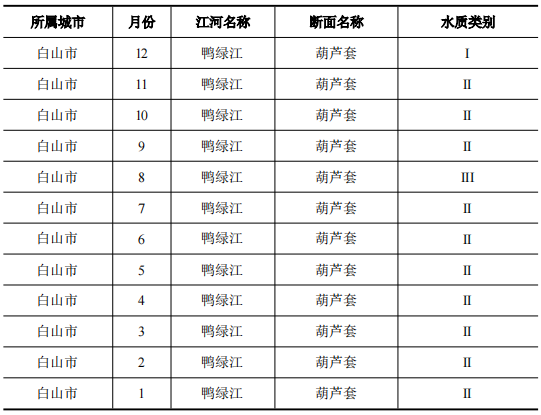 所属城市 月份 江河名称 断面名称 水质类别
白山市 12 鸭绿江 葫芦套 I
白山市 11 鸭绿江 葫芦套 II
白山市 10 鸭绿江 葫芦套 II
白山市 9 鸭绿江 葫芦套 II
白山市 8 鸭绿江 葫芦套 III
白山市 7 鸭绿江 葫芦套 II
白山市 6 鸭绿江 葫芦套 II
白山市 5 鸭绿江 葫芦套 II
白山市 4 鸭绿江 葫芦套 II
白山市 3 鸭绿江 葫芦套 II
白山市 2 鸭绿江 葫芦套 II
白山市 1 鸭绿江 葫芦套 II